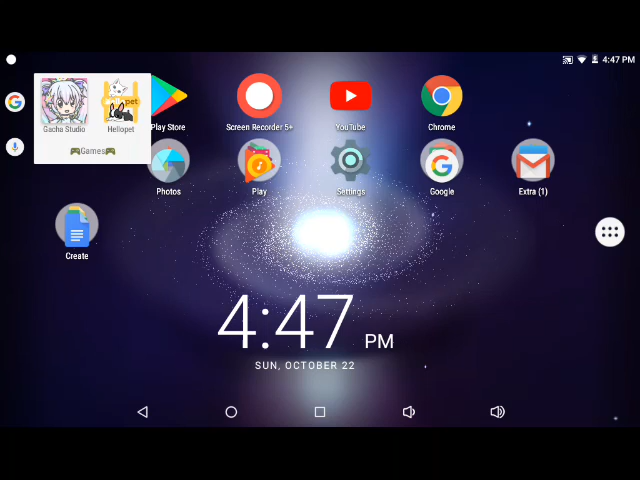 4:47 PM
Gacha Studio
Hellopet
🎮Games🎮
Play Store
Screen Recorder 5+
YouTube
Chrome
Photos
Play
Settings
Google
Extra (1)
Create
4:47 PM
SUN, OCTOBER 22